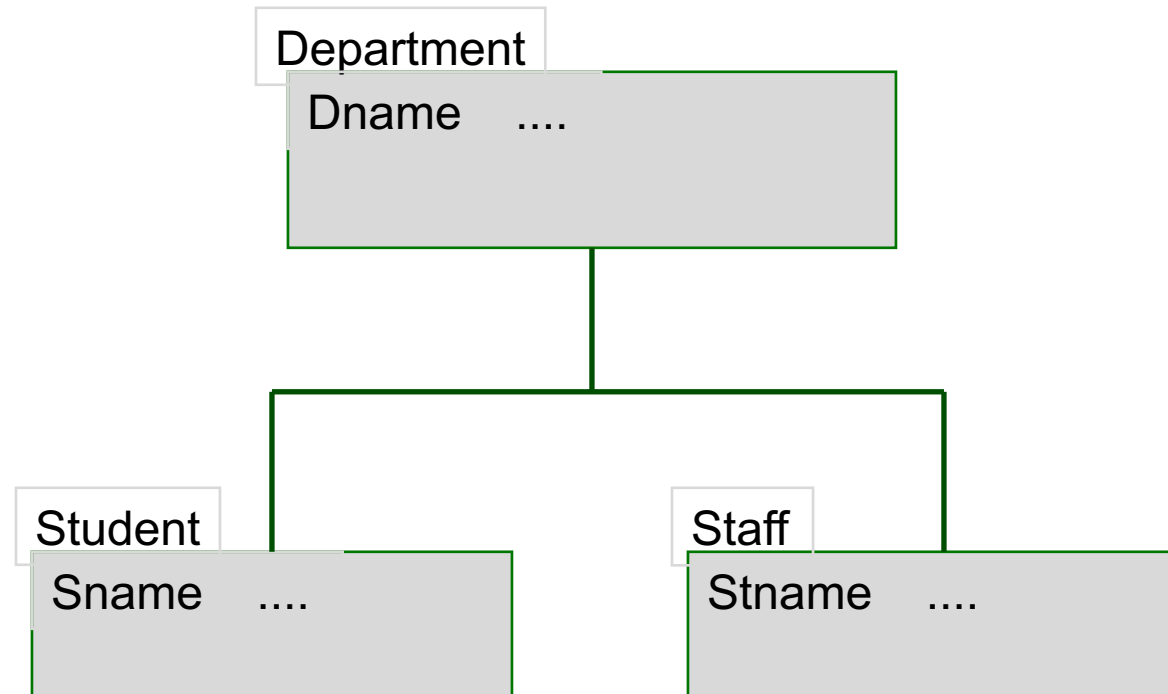 Department
Dname ....
Student
Sname ....
Staff
Stname ....